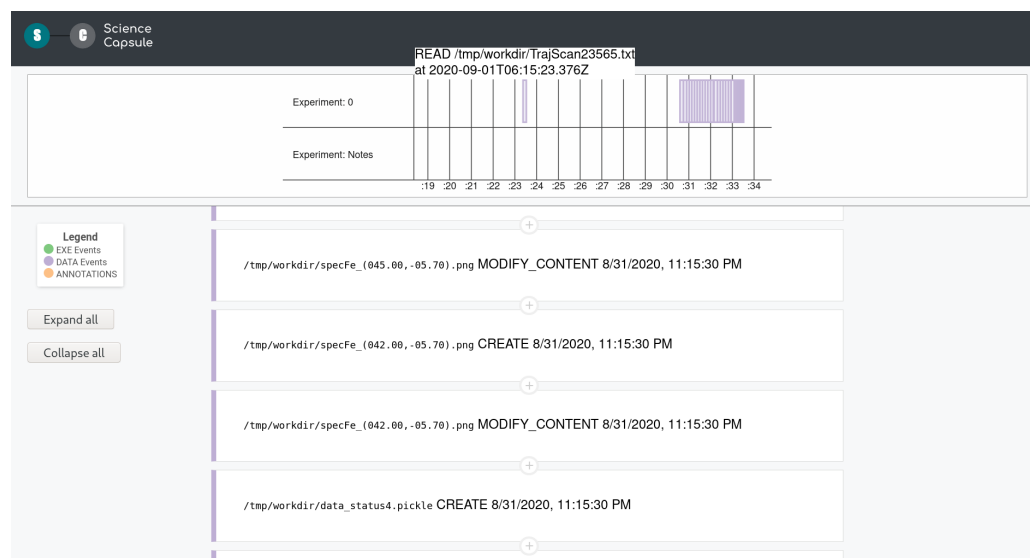 S C Science
Capsule
READ /tmp/workdir/TrajScan23565.txt
at 2020-09-01T06:15:23.376Z
Experiment: 0
Experiment: Notes
:19 :20 :21 :22 :23 :24 :25 :26 :27 :28 :29 :30 :31 :32 :33 :34
Legend
EXE Events
DATA Events
ANNOTATIONS
Expand all
Collapse all
+
/tmp/workdir/specFe_(045.00,-05.70).png MODIFY_CONTENT 8/31/2020, 11:15:30 PM
+
/tmp/workdir/specFe_(042.00,-05.70).png CREATE 8/31/2020, 11:15:30 PM
+
/tmp/workdir/specFe_(042.00,-05.70).png MODIFY_CONTENT 8/31/2020, 11:15:30 PM
+
/tmp/workdir/data_status4.pickle CREATE 8/31/2020, 11:15:30 PM
+